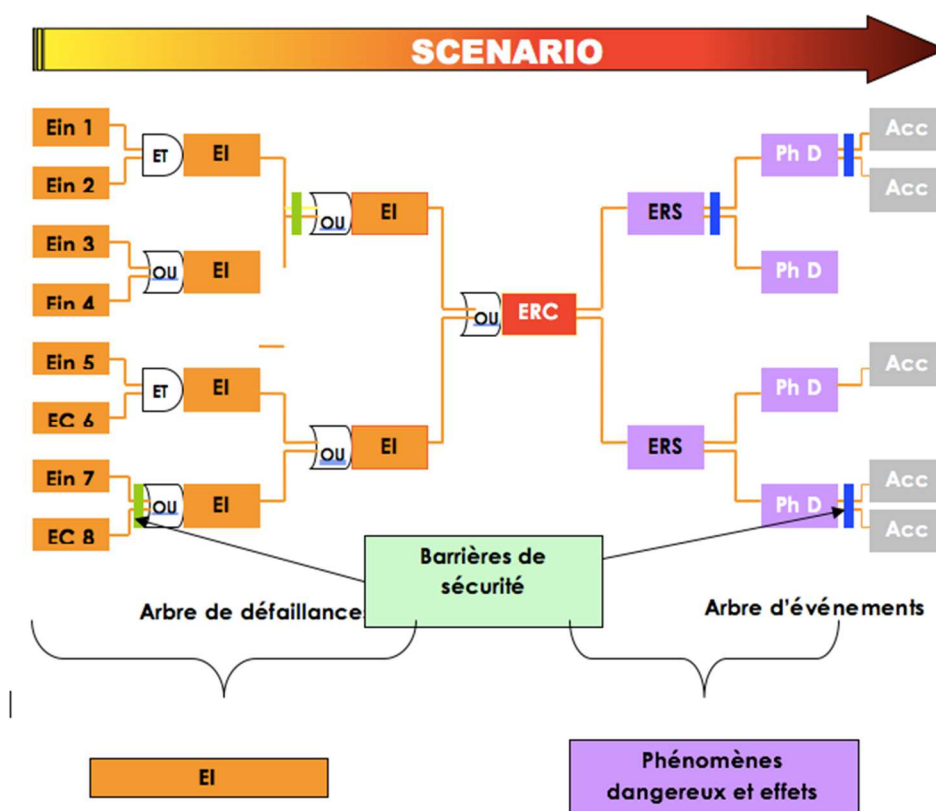 SCENARIO
Ein 1
Ein 2
ET
EI
Ein 3
Ein 4
OU
EI
OU
EI
Ein 5
EC 6
ET
EI
Ein 7
EC 8
OU
EI
OU
EI
OU
ERC
ERS
Ph D
Ph D
Acc
Acc
ERS
Ph D
Ph D
Acc
Acc
Acc
Barrières de
sécurité
Arbre de défaillances
Arbre d'événements
EI
Phénomènes
dangereux et effets